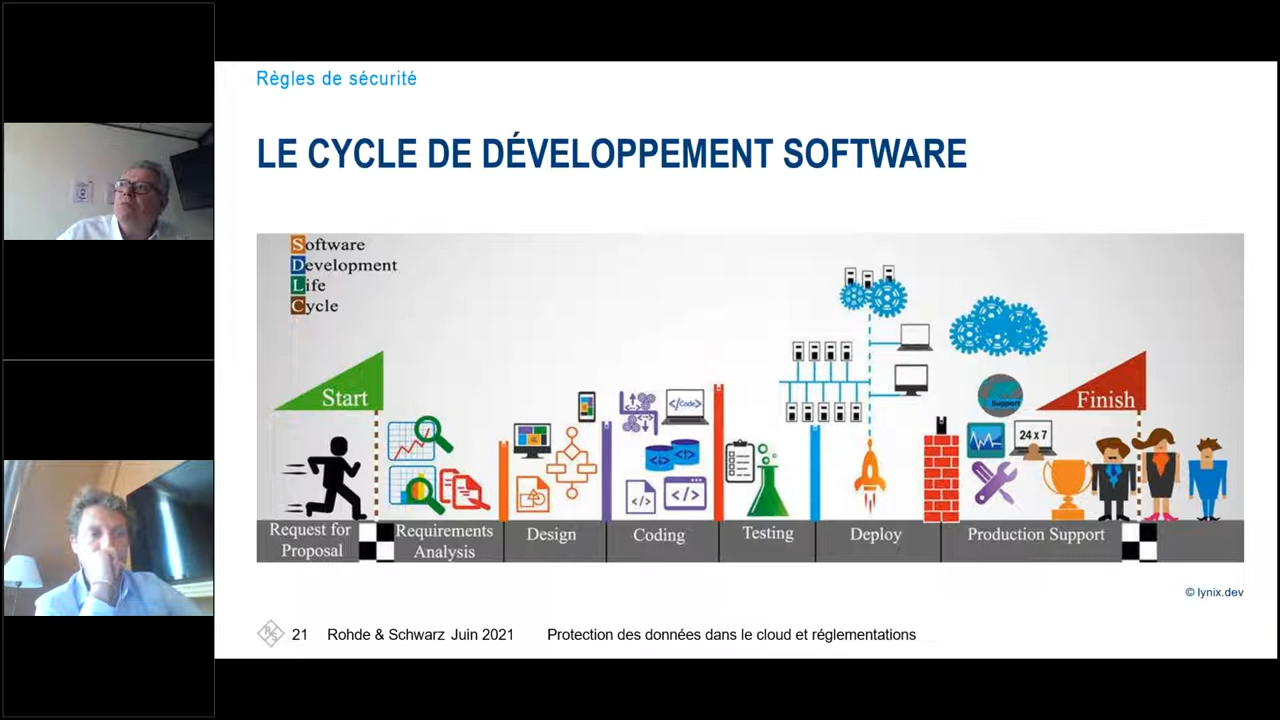 Règles de sécurité
LE CYCLE DE DÉVELOPPEMENT SOFTWARE
Software
Development
Life
Cycle
Start
Finish
</Code>
Support
24 x 7
</>
</>
</>
</>
Request for
Proposal
Requirements
Analysis
Design
Coding
Testing
Deploy
Production Support
© lynix.dev
R&S
21
Rohde & Schwarz Juin 2021
Protection des données dans le cloud et réglementations